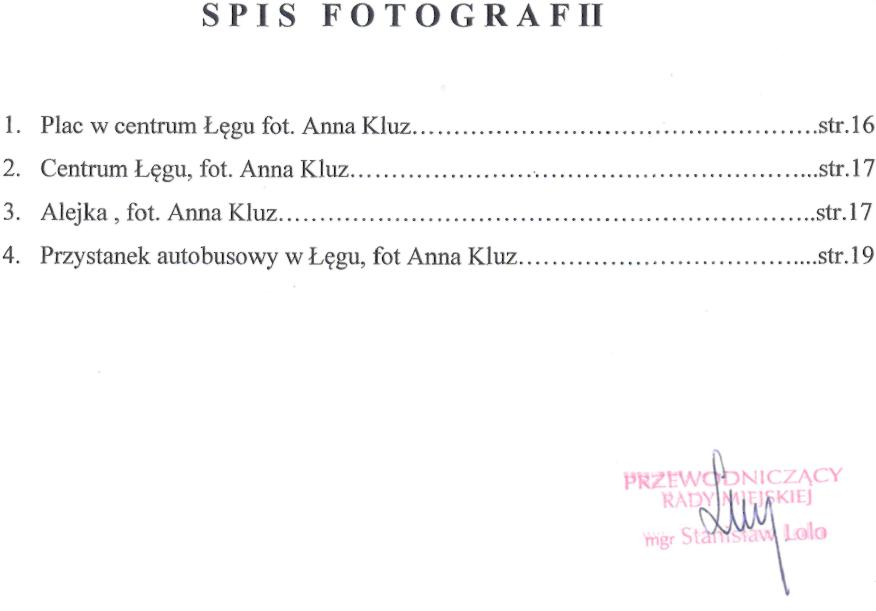 SPIS FOTOGRAFII
1. Plac w centrum Łęgu fot. Anna Kluz……………………………………………………str.16
2. Centrum Łęgu, fot. Anna Kluz……………………………………………………………...str.17
3. Alejka , fot. Anna Kluz……………………………………………………………………...str.17
4. Przystanek autobusowy w Łęgu, fot Anna Kluz……………………………………....str.19
PRZEWODNICZĄCY
RADY MIEJSKIEJ
mgr Stanisław Lolo